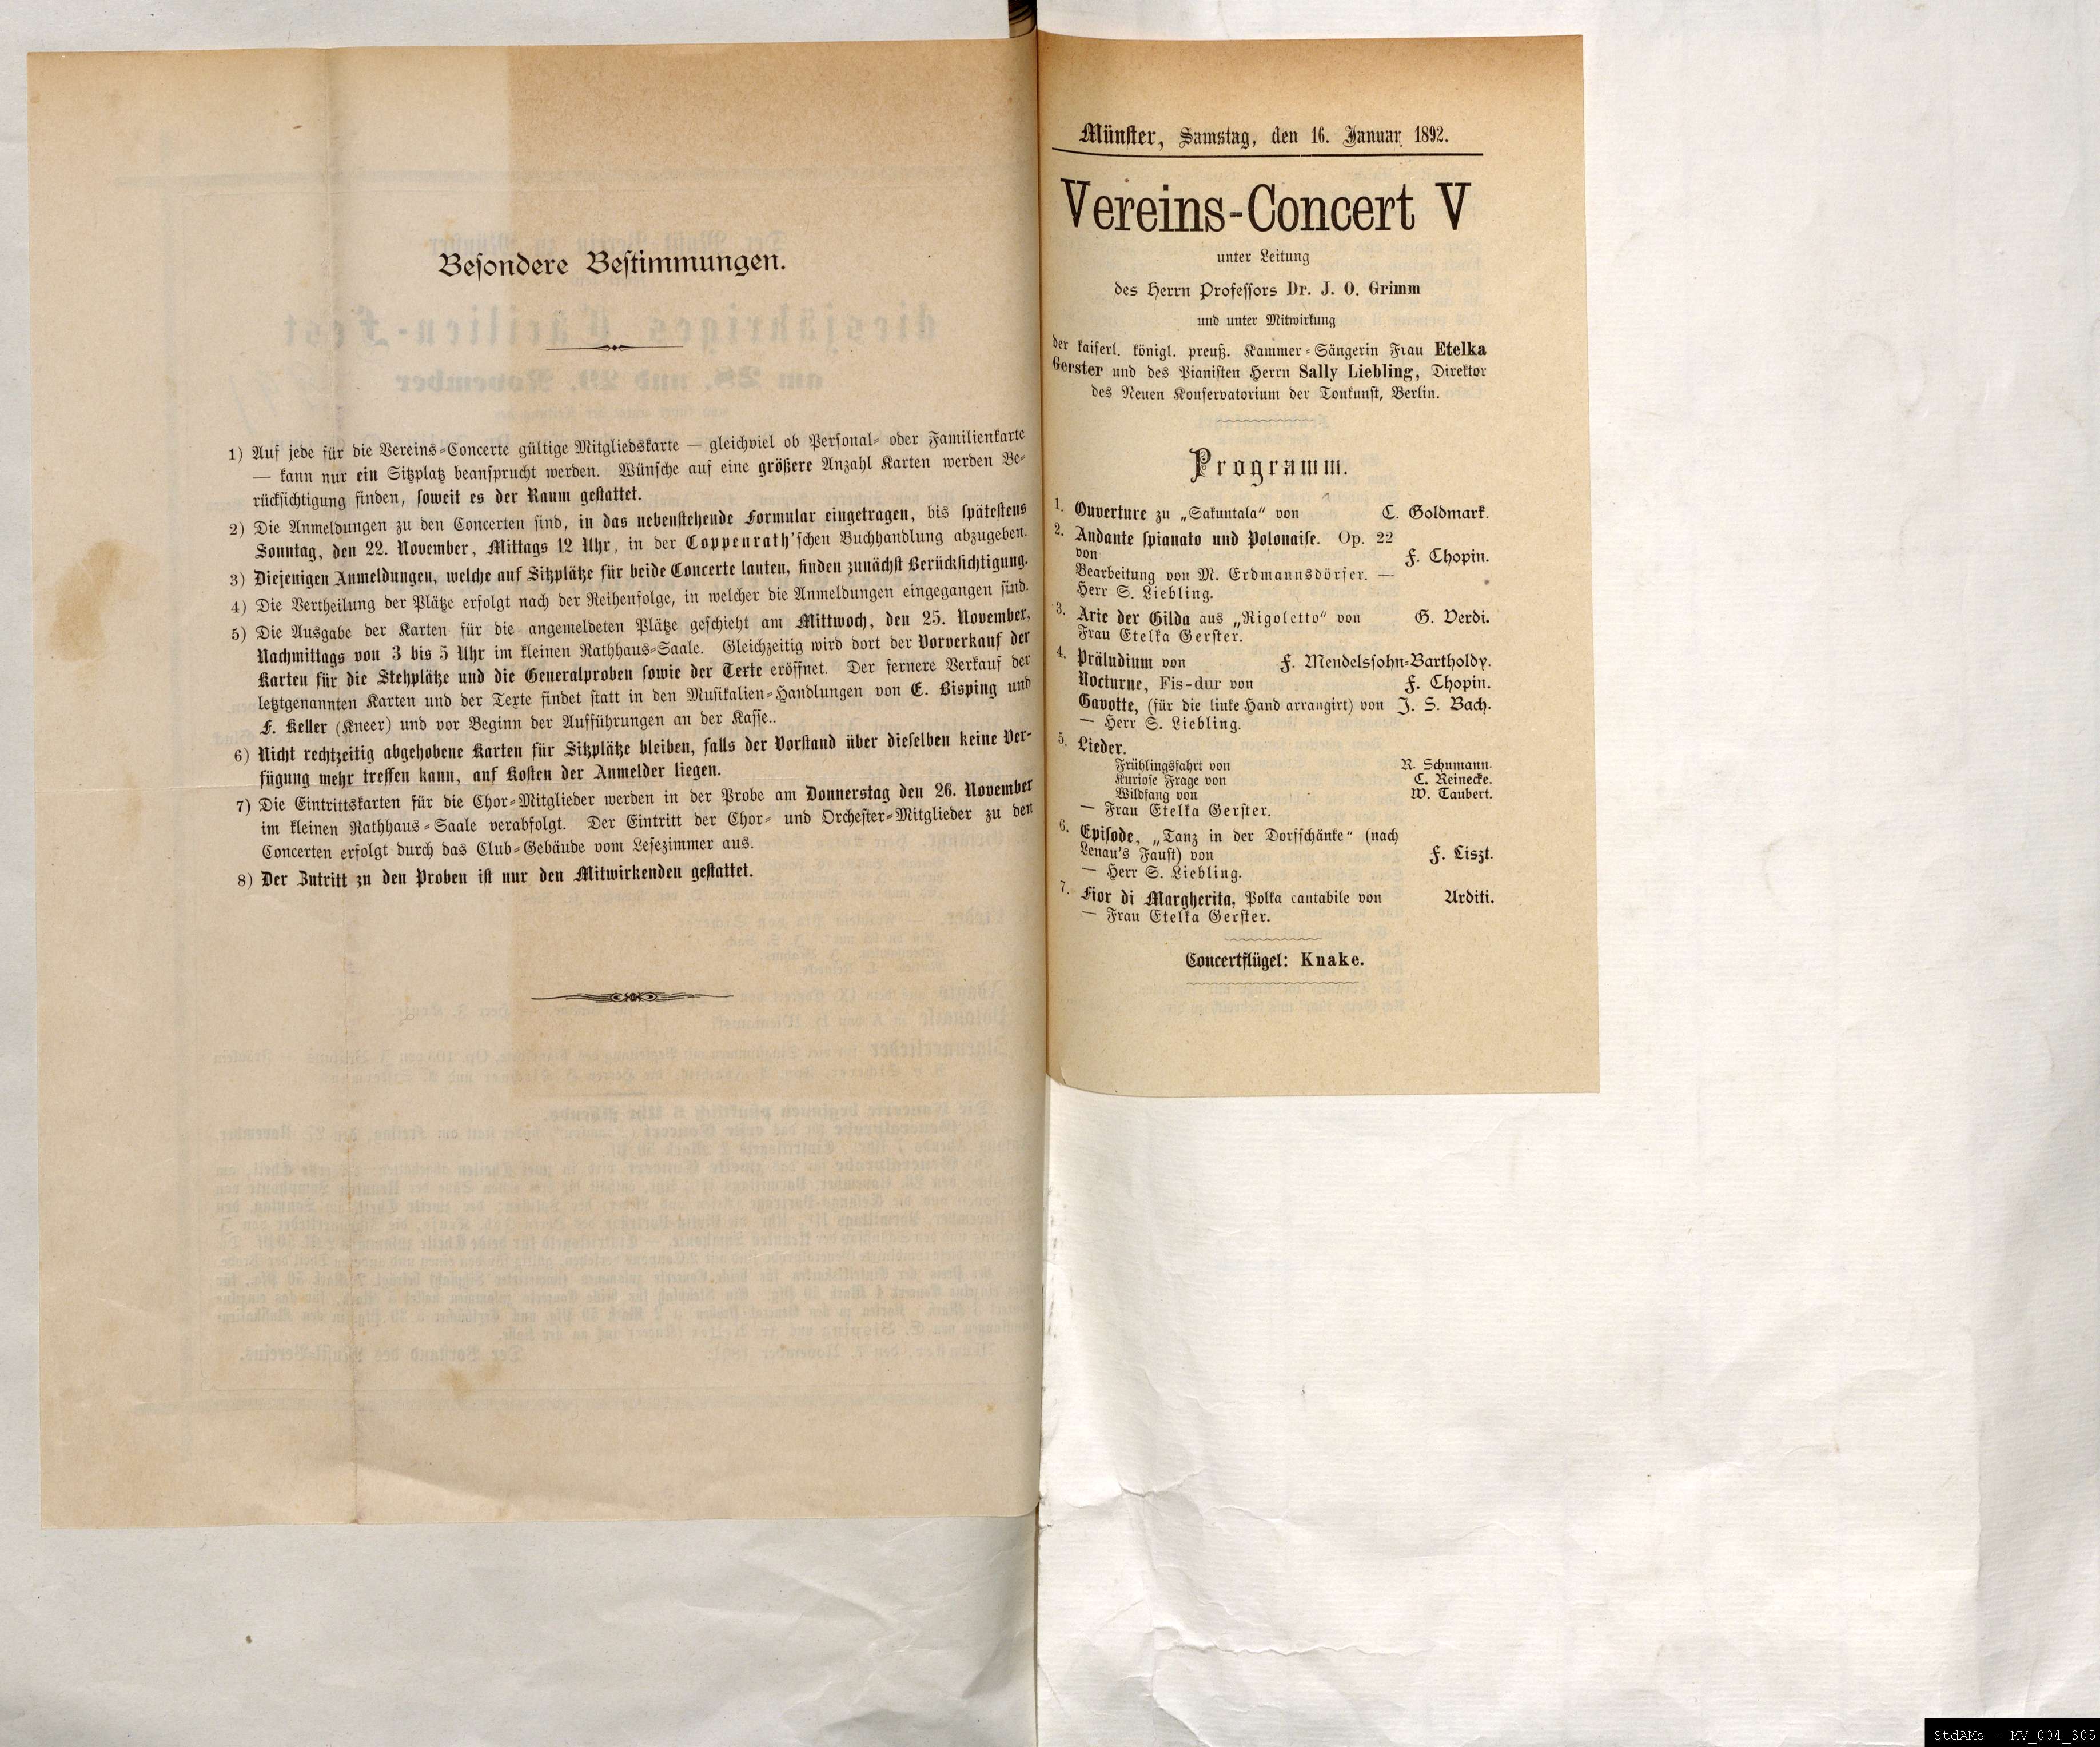 Besondere Bestimmungen.
1) Auf jede für die Vereins-Concerte gültige Mitgliedskarte — gleichviel ob Personal- oder Familienkarte
— kann nur ein Sitzplatz beansprucht werden. Wünsche auf eine größere Anzahl Karten werden Be-
rücksichtigung finden, soweit es der Raum gestattet.
2) Die Anmeldungen zu den Concerten sind, in das nebenstehende Formular eingetragen, bis spätestens
Sonntag, den 22. November, Mittags 12 Uhr, in der Coppenrath'schen Buchhandlung abzugeben.
3) Diejenigen Anmeldungen, welche auf Sitzplätze für beide Concerte lauten, finden zunächst Berücksichtigung.
4) Die Vertheilung der Plätze erfolgt nach der Reihenfolge, in welcher die Anmeldungen eingegangen sind.
5) Die Ausgabe der Karten für die angemeldeten Plätze geschieht am Mittwoch, den 25. November,
Nachmittags von 3 bis 5 Uhr im kleinen Rathhaus-Saale. Gleichzeitig wird dort der Vorverkauf der
Karten für die Stehplätze und die Generalproben sowie der Texte eröffnet. Der fernere Verkauf der
letztgenannten Karten und der Texte findet statt in den Musikalien-Handlungen von E. Bisping und
F. Keller (Kneer) und vor Beginn der Aufführungen an der Kasse..
6) Nicht rechtzeitig abgehobene Karten für Sitzplätze bleiben, falls der Vorstand über dieselben keine Ver-
fügung mehr treffen kann, auf Kosten der Anmelder liegen.
7) Die Eintrittskarten für die Chor-Mitglieder werden in der Probe am Donnerstag den 26. November
im kleinen Rathhaus-Saale verabfolgt. Der Eintritt der Chor- und Orchester-Mitglieder zu den
Concerten erfolgt durch das Club-Gebäude vom Lesezimmer aus.
8) Der Zutritt zu den Proben ist nur den Mitwirkenden gestattet.
Münster, Samstag, den 16. Januar 1892.
Vereins-Concert V
unter Leitung
des Herrn Professors Dr. J. O. Grimm
und unter Mitwirkung
der kaiserl. königl. preuß. Kammer-Sängerin Frau Etelka
Gerster und des Pianisten Herrn Sally Liebling, Direktor
des Neuen Konservatorium der Tonkunst, Berlin.
Programm.
1. Ouverture zu „Sakuntala“ von C. Goldmark.
2. Andante spianato und Polonaise. Op. 22
von F. Chopin.
Bearbeitung von M. Erdmannsdörfer. —
Herr S. Liebling.
3. Arie der Gilda aus „Rigoletto“ von G. Verdi.
Frau Etelka Gerster.
4. Präludium von F. Mendelssohn-Bartholdy.
Nocturne, Fis-dur von F. Chopin.
Gavotte, (für die linke Hand arrangirt) von J. S. Bach.
— Herr S. Liebling.
5. Lieder.
Frühlingsfahrt von R. Schumann.
Kuriose Frage von C. Reinecke.
Wildfang von W. Taubert.
— Frau Etelka Gerster.
6. Episode, „Tanz in der Dorfschänke“ (nach
Lenau's Faust) von F. Liszt.
— Herr S. Liebling.
7. Fior di Margherita, Polka cantabile von Arditi.
— Frau Etelka Gerster.
Concertflügel: Knake.
StdAMs - MV_004_305